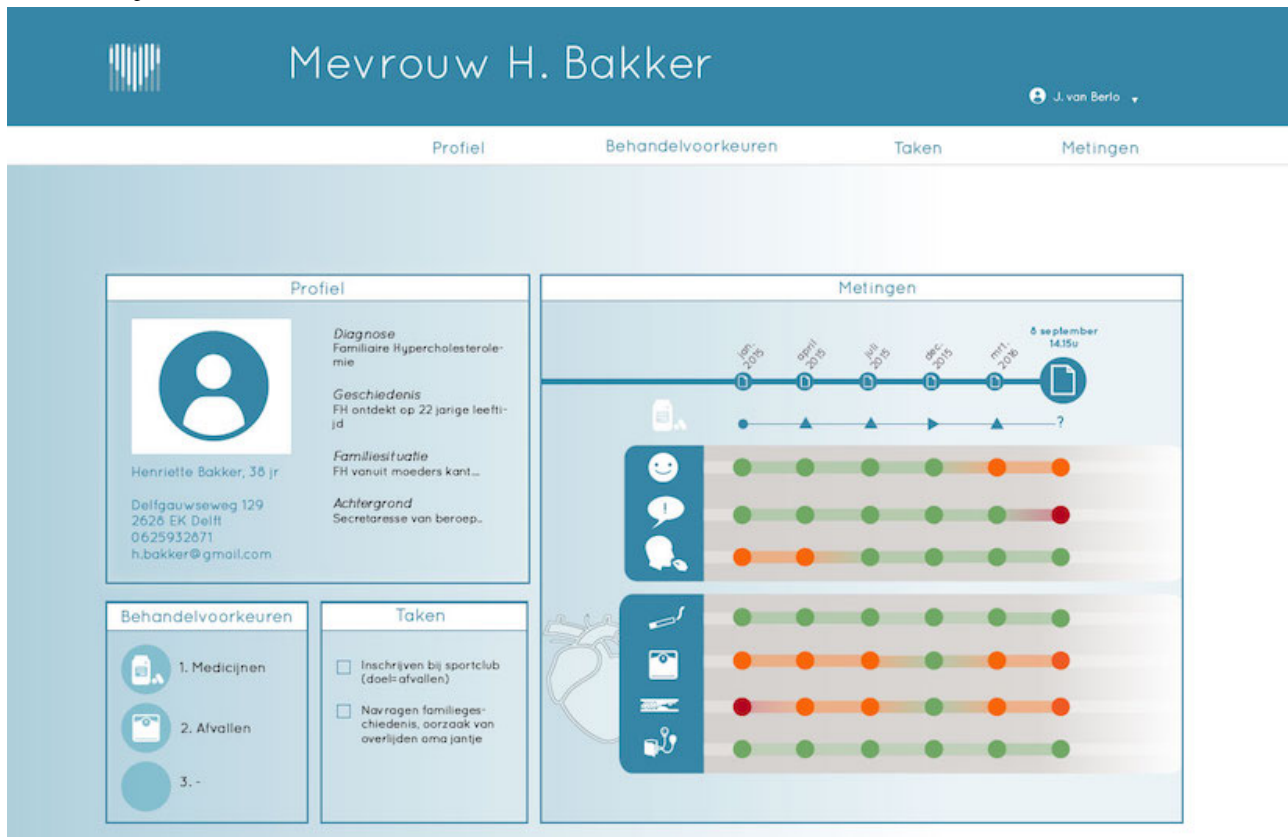 Mevrouw H. Bakker
J. van Berlo
Profiel
Behandelvoorkeuren
Taken
Metingen
Profiel
Diagnose
Familiaire Hypercholesterole-
mie
Geschiedenis
FH ontdekt op 22 jarige leefti-
jd
Familiesituatie
FH vanuit moeders kant...
Achtergrond
Secretaresse van beroep..
Henriette Bakker, 38 jr
Delfgauwseweg 129
2628 EK Delft
0625932871
h.bakker@gmail.com
Metingen
jan.
2015
april
2015
juli
2015
dec.
2015
mrt.
2016
8 september
14.15u
?
!
Behandelvoorkeuren
1. Medicijnen
2. Afvallen
3. -
Taken
Inschrijven bij sportclub
(doel= afvallen)
Navragen familieges-
chiedenis, oorzaak van
overlijden oma jantje